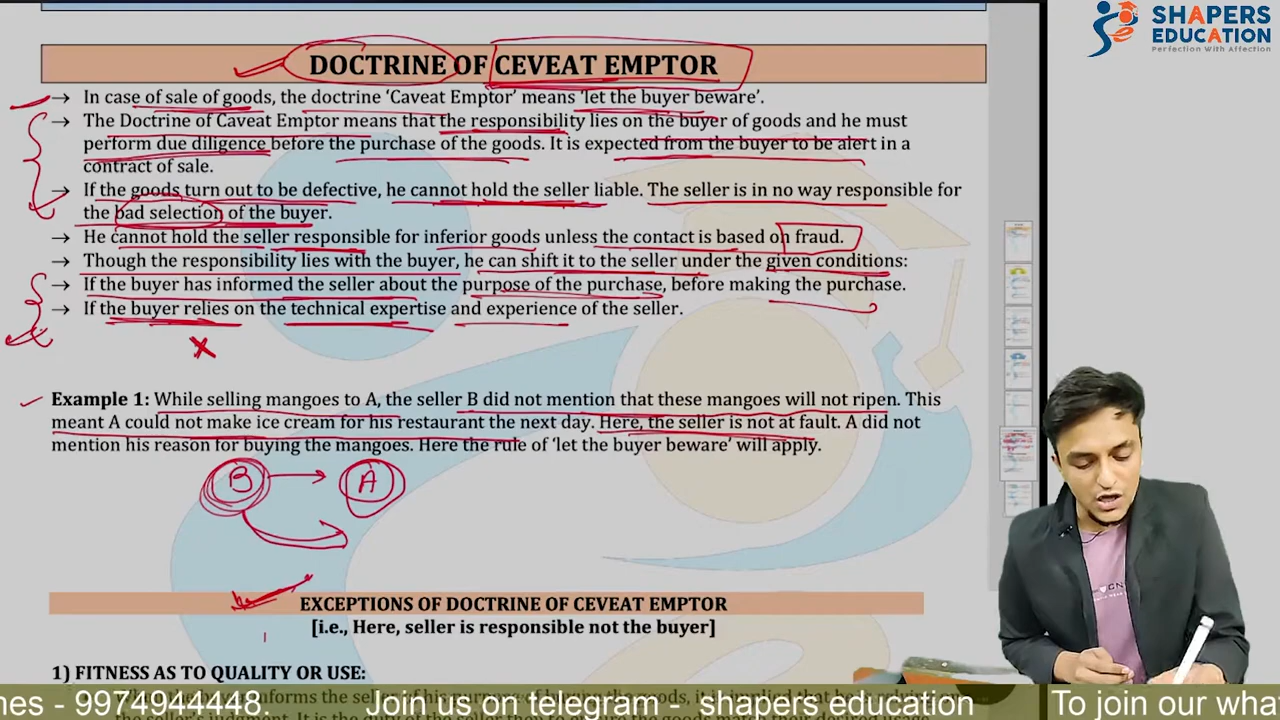 SHAPERS
EDUCATION
Perfection With Affection
DOCTRINE OF CEVEAT EMPTOR
→ In case of sale of goods, the doctrine ‘Caveat Emptor’ means ‘let the buyer beware’.
→ The Doctrine of Caveat Emptor means that the responsibility lies on the buyer of goods and he must
perform due diligence before the purchase of the goods. It is expected from the buyer to be alert in a
contract of sale.
→ If the goods turn out to be defective, he cannot hold the seller liable. The seller is in no way responsible for
the bad selection of the buyer.
→ He cannot hold the seller responsible for inferior goods unless the contact is based on fraud.
→ Though the responsibility lies with the buyer, he can shift it to the seller under the given conditions:
→ If the buyer has informed the seller about the purpose of the purchase, before making the purchase.
→ If the buyer relies on the technical expertise and experience of the seller.
Example 1: While selling mangoes to A, the seller B did not mention that these mangoes will not ripen. This
meant A could not make ice cream for his restaurant the next day. Here, the seller is not at fault. A did not
mention his reason for buying the mangoes. Here the rule of ‘let the buyer beware’ will apply.
B → A
EXCEPTIONS OF DOCTRINE OF CEVEAT EMPTOR
[i.e., Here, seller is responsible not the buyer]
1) FITNESS AS TO QUALITY OR USE:
nes - 9974944448. Join us on telegram - shapers education To join our wha